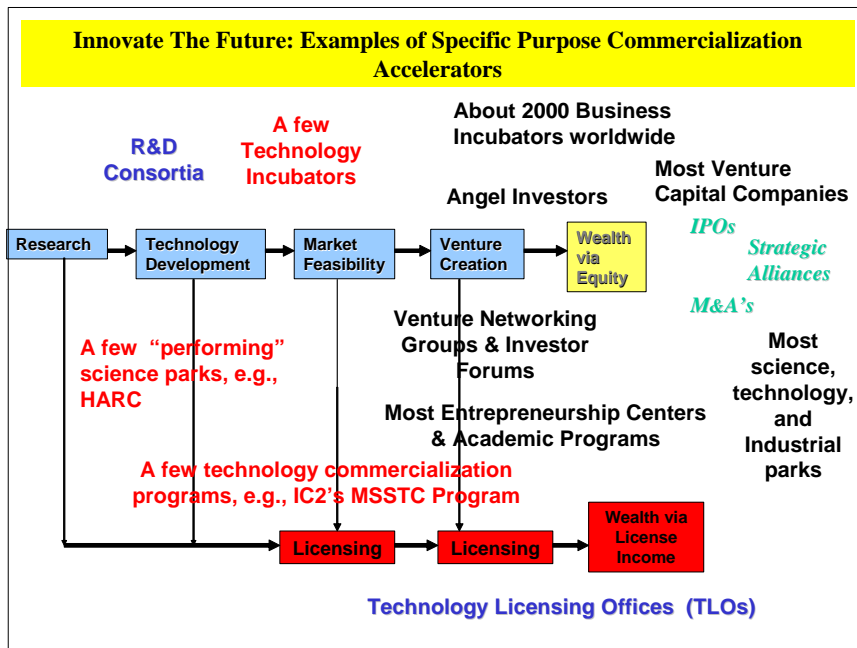 Innovate The Future: Examples of Specific Purpose Commercialization
Accelerators
About 2000 Business
Incubators worldwide
A few
Technology
Incubators
R&D
Consortia
Most Venture
Capital Companies
Angel Investors
IPOs
Strategic
Alliances
M&A's
Research
Technology
Development
Market
Feasibility
Venture
Creation
Wealth
via
Equity
Venture Networking
Groups & Investor
Forums
A few “performing”
science parks, e.g.,
HARC
Most
science,
technology,
and
Industrial
parks
Most Entrepreneurship Centers
& Academic Programs
A few technology commercialization
programs, e.g., IC2's MSSTC Program
Licensing
Licensing
Wealth via
License
Income
Technology Licensing Offices (TLOs)